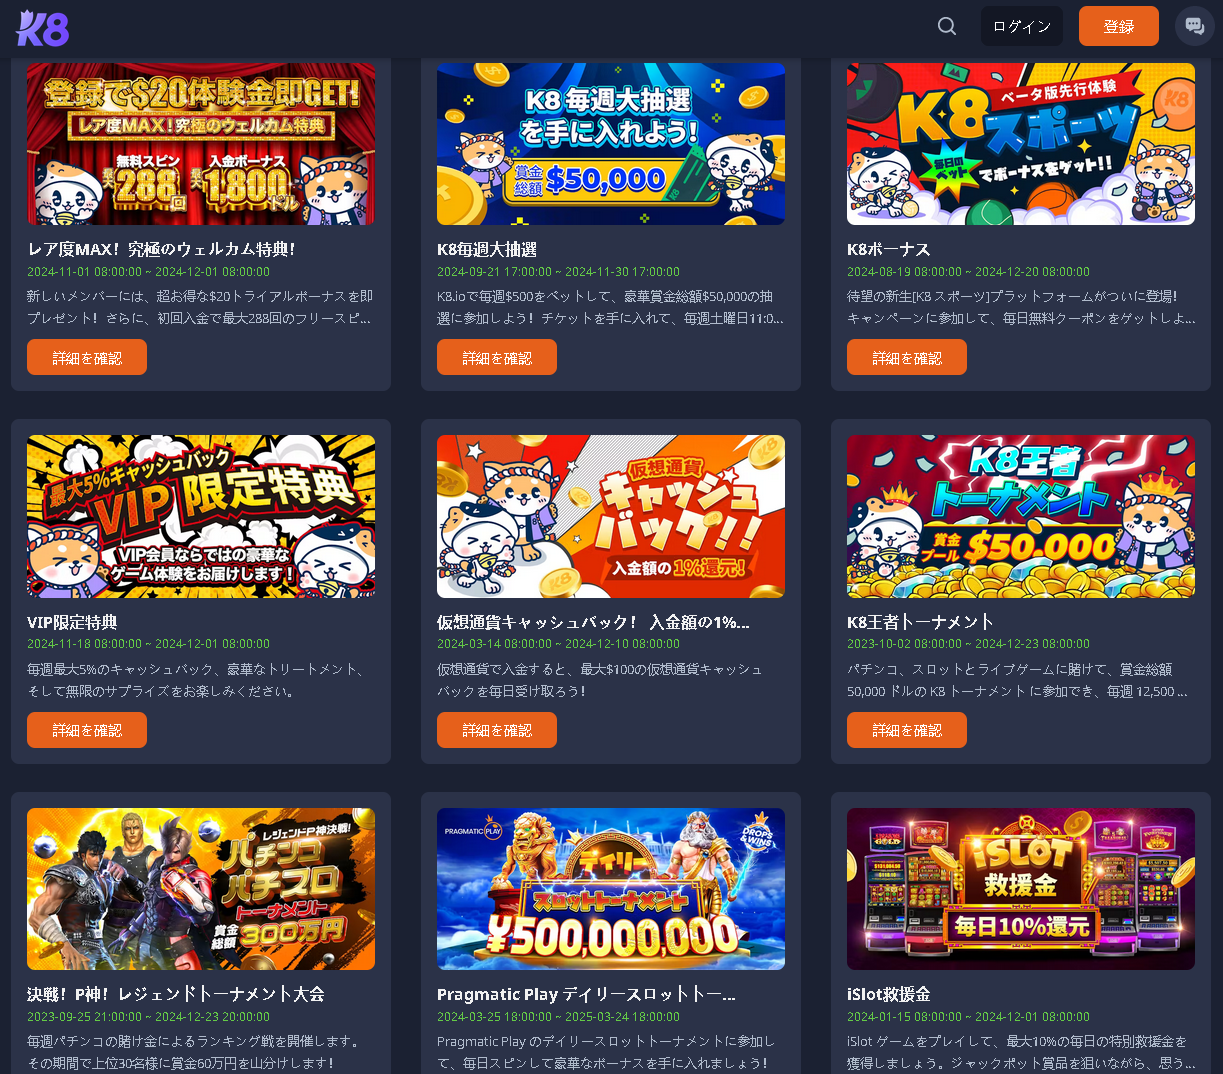 K8
ログイン
登録
登録で$20体験金即GET!
レア度MAX!究極のウェルカム特典
無料スピン
最大288回
入金ボーナス
最大1,800ドル
レア度MAX！究極のウェルカム特典！
2024-11-01 08:00:00 ~ 2024-12-01 08:00:00
新しいメンバーには、超お得な$20トライアルボーナスを即
プレゼント！さらに、初回入金で最大288回のフリースピ...
詳細を確認
K8 毎週大抽選
を手に入れよう!
賞金総額 $50,000
K8毎週大抽選
2024-09-21 17:00:00 ~ 2024-11-30 17:00:00
K8.ioで毎週$500をベットして、豪華賞金総額$50,000の抽
選に参加しよう！チケットを手に入れて、毎週土曜日11:0...
詳細を確認
ベータ版先行体験
K8スポーツ
毎日のベット
でボーナスをゲット!!
K8ボーナス
2024-08-19 08:00:00 ~ 2024-12-20 08:00:00
待望の新生[K8 スポーツ]プラットフォームがついに登場！
キャンペーンに参加して、毎日無料クーポンをゲットしよ...
詳細を確認
最大5%キャッシュバック
VIP 限定特典
VIP会員ならではの豪華な
ゲーム体験をお届けします!
VIP限定特典
2024-11-18 08:00:00 ~ 2024-12-01 08:00:00
毎週最大5%のキャッシュバック、豪華なトリートメント、
そして無限のサプライズをお楽しみください。
詳細を確認
仮想通貨
キャッシュ
バック!!
入金額の1%還元!
仮想通貨キャッシュバック！ 入金額の1%...
2024-03-14 08:00:00 ~ 2024-12-10 08:00:00
仮想通貨で入金すると、最大$100の仮想通貨キャッシュ
バックを毎日受け取ろう！
詳細を確認
K8王者
トーナメント
賞金プール $50,000
K8王者トーナメント
2023-10-02 08:00:00 ~ 2024-12-23 08:00:00
パチンコ、スロットとライブゲームに賭けて、賞金総額
50,000 ドルの K8 トーナメント に参加でき、毎週 12,500 ...
詳細を確認
レジェンドP神決戦!
パチンコ
パチスロ
トーナメント
賞金総額 300万円
決戦！P神！レジェンドトーナメント大会
2023-09-25 21:00:00 ~ 2024-12-23 20:00:00
毎週パチンコの賭け金によるランキング戦を開催します。
その期間で上位30名様に賞金60万円を山分けします！
PRAGMATIC PLAY
DROPS & WINS
デイリー
スロットトーナメント
¥500,000,000
Pragmatic Play デイリースロットトー...
2024-03-25 18:00:00 ~ 2025-03-24 18:00:00
Pragmatic Play のデイリースロットトーナメントに参加し
て、毎日スピンして豪華なボーナスを手に入れましょう！
iSLOT
救援金
毎日10%還元
iSlot救援金
2024-01-15 08:00:00 ~ 2024-12-01 08:00:00
iSlot ゲームをプレイして、最大10%の毎日の特別救援金を
獲得しましょう。ジャックポット賞品を狙いながら、思う...